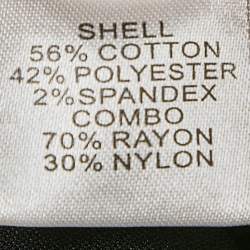 SHELL
56% COTTON
42% POLYESTER
2% SPANDEX
COMBO
70% RAYON
30% NYLON